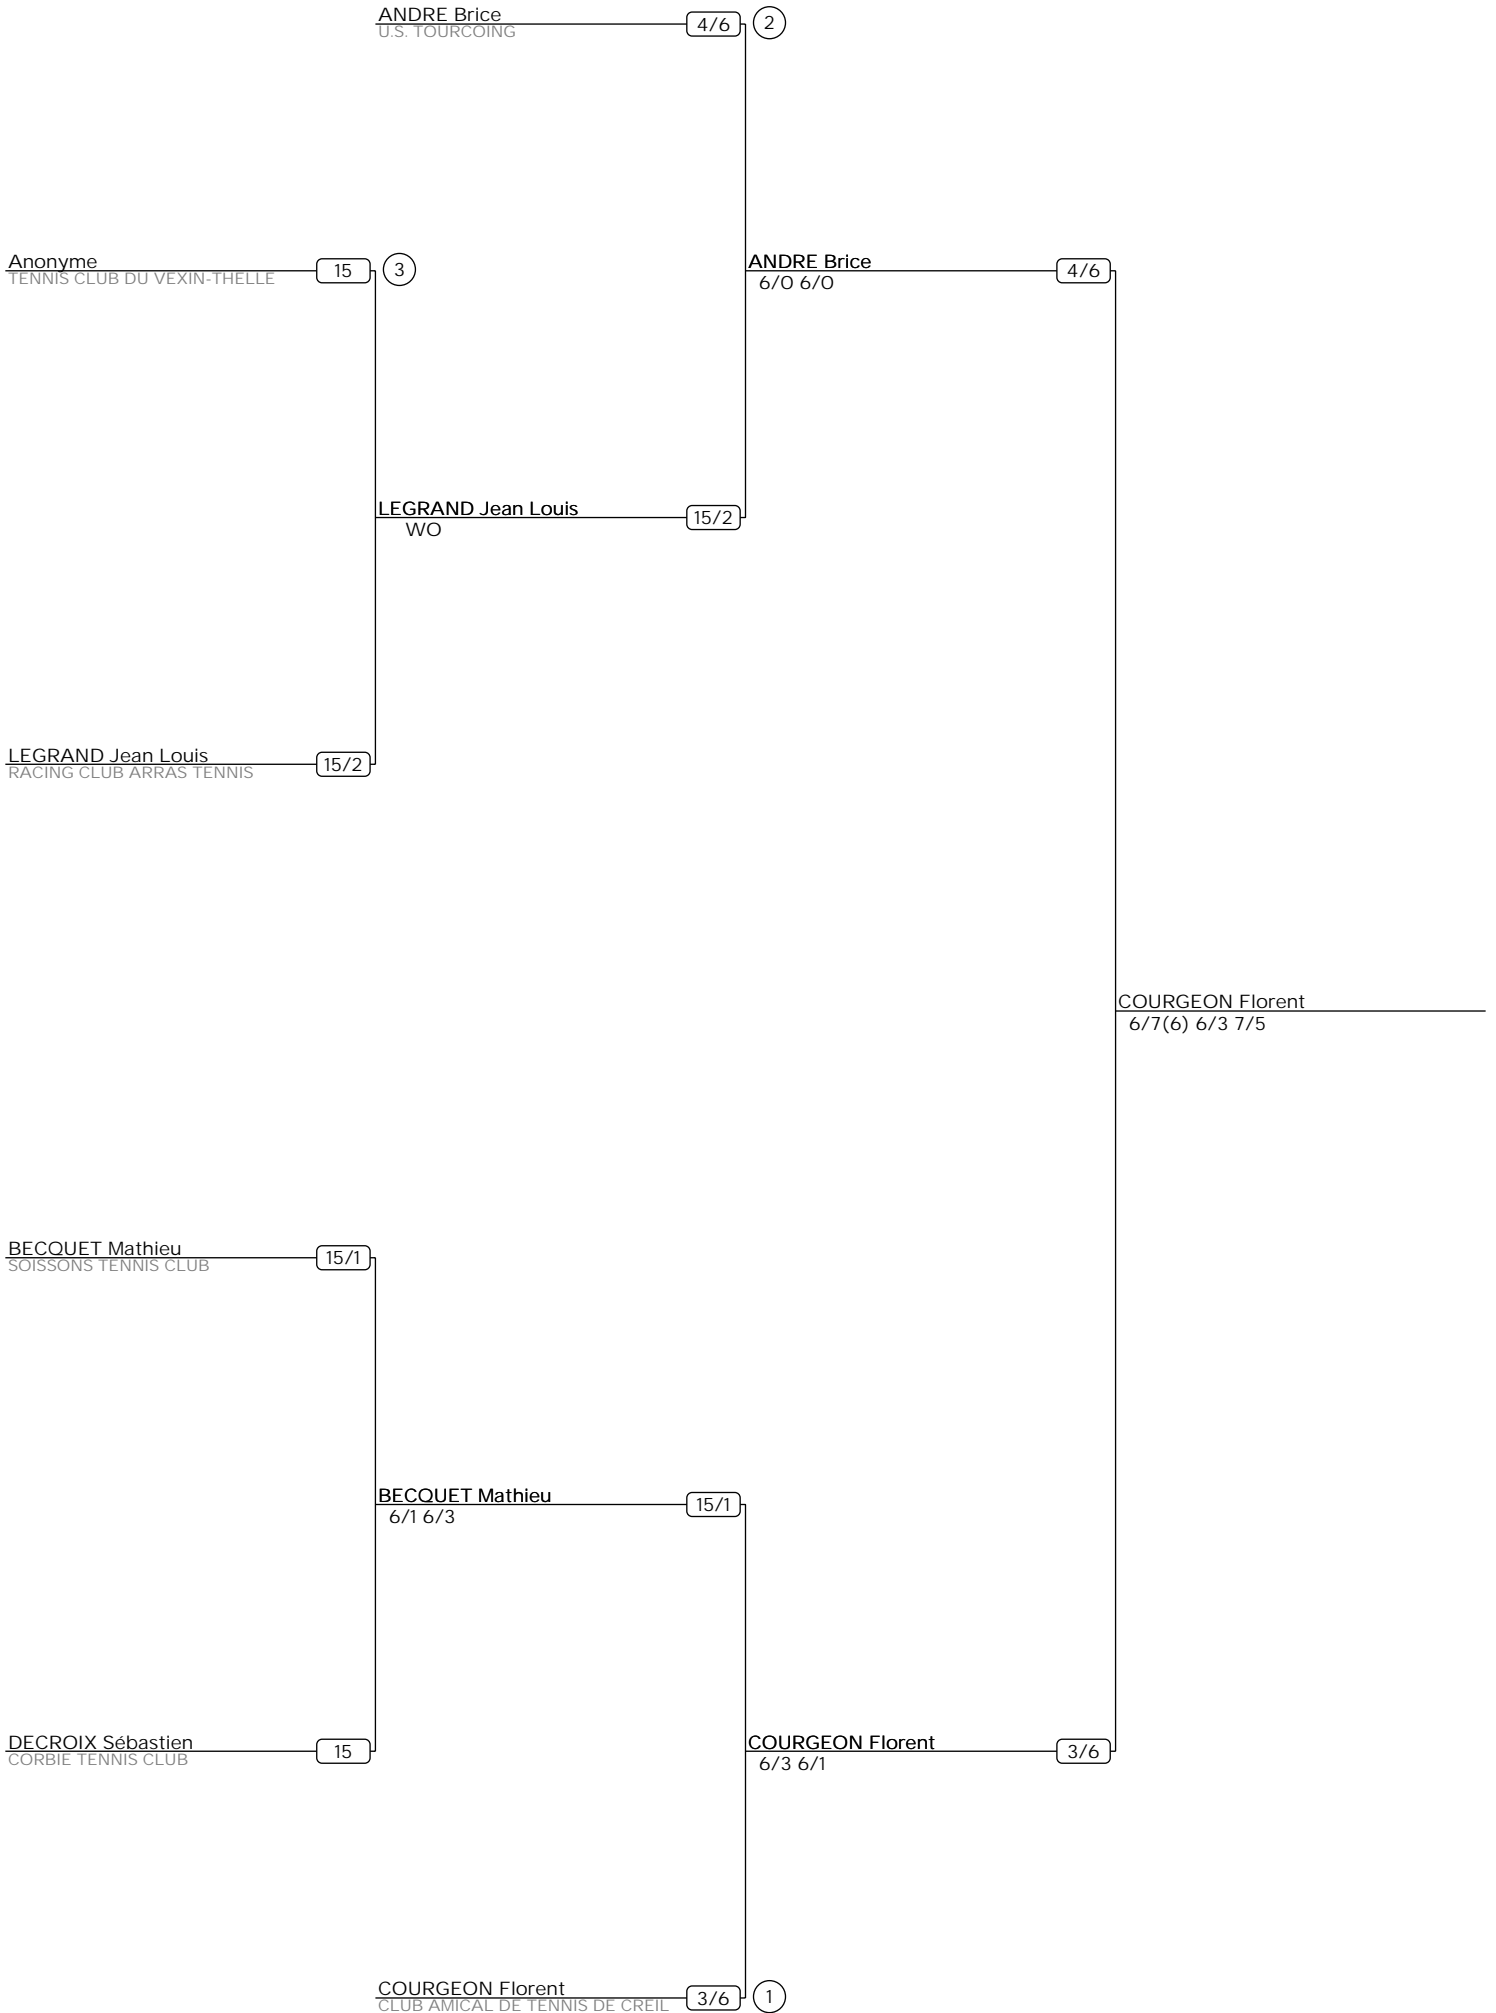 ANDRE Brice
U.S. TOURCOING
4/6
2
Anonyme
TENNIS CLUB DU VEXIN-THELLE
15
3
ANDRE Brice
6/0 6/0
4/6
LEGRAND Jean Louis
WO
15/2
LEGRAND Jean Louis
RACING CLUB ARRAS TENNIS
15/2
COURGEON Florent
6/7(6) 6/3 7/5
BECQUET Mathieu
SOISSONS TENNIS CLUB
15/1
BECQUET Mathieu
6/1 6/3
15/1
DECROIX Sébastien
CORBIE TENNIS CLUB
15
COURGEON Florent
6/3 6/1
3/6
COURGEON Florent
CLUB AMICAL DE TENNIS DE CREIL
3/6
1